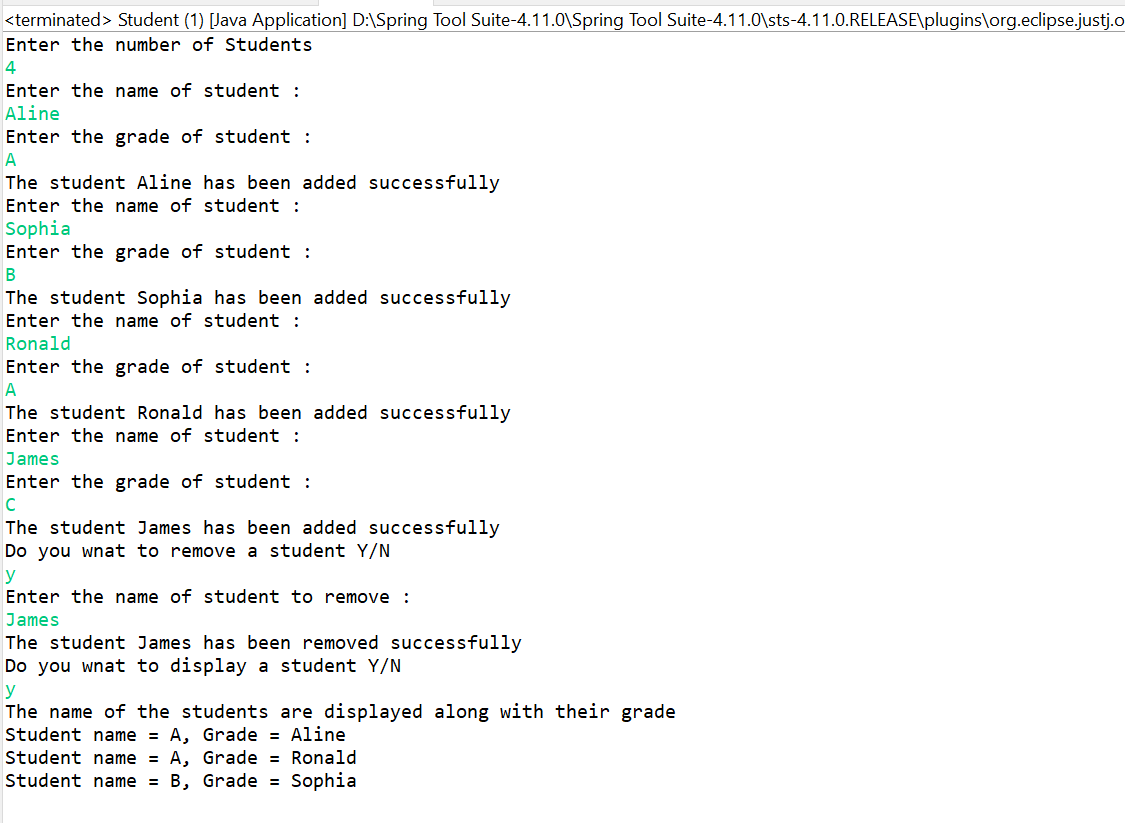 <terminated> Student (1) [Java Application] D:\Spring Tool Suite-4.11.0\Spring Tool Suite-4.11.0\sts-4.11.0.RELEASE\plugins\org.eclipse.justj.o
Enter the number of Students
4
Enter the name of student :
Aline
Enter the grade of student :
A
The student Aline has been added successfully
Enter the name of student :
Sophia
Enter the grade of student :
B
The student Sophia has been added successfully
Enter the name of student :
Ronald
Enter the grade of student :
A
The student Ronald has been added successfully
Enter the name of student :
James
Enter the grade of student :
C
The student James has been added successfully
Do you wnat to remove a student Y/N
y
Enter the name of student to remove :
James
The student James has been removed successfully
Do you wnat to display a student Y/N
y
The name of the students are displayed along with their grade
Student name = A, Grade = Aline
Student name = A, Grade = Ronald
Student name = B, Grade = Sophia